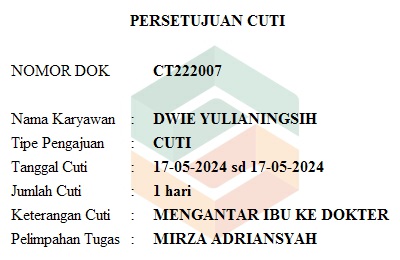 PERSETUJUAN CUTI
NOMOR DOK CT222007
Nama Karyawan : DWIE YULIANINGSIH
Tipe Pengajuan : CUTI
Tanggal Cuti : 17-05-2024 sd 17-05-2024
Jumlah Cuti : 1 hari
Keterangan Cuti : MENGANTAR IBU KE DOKTER
Pelimpahan Tugas : MIRZA ADRIANSYAH